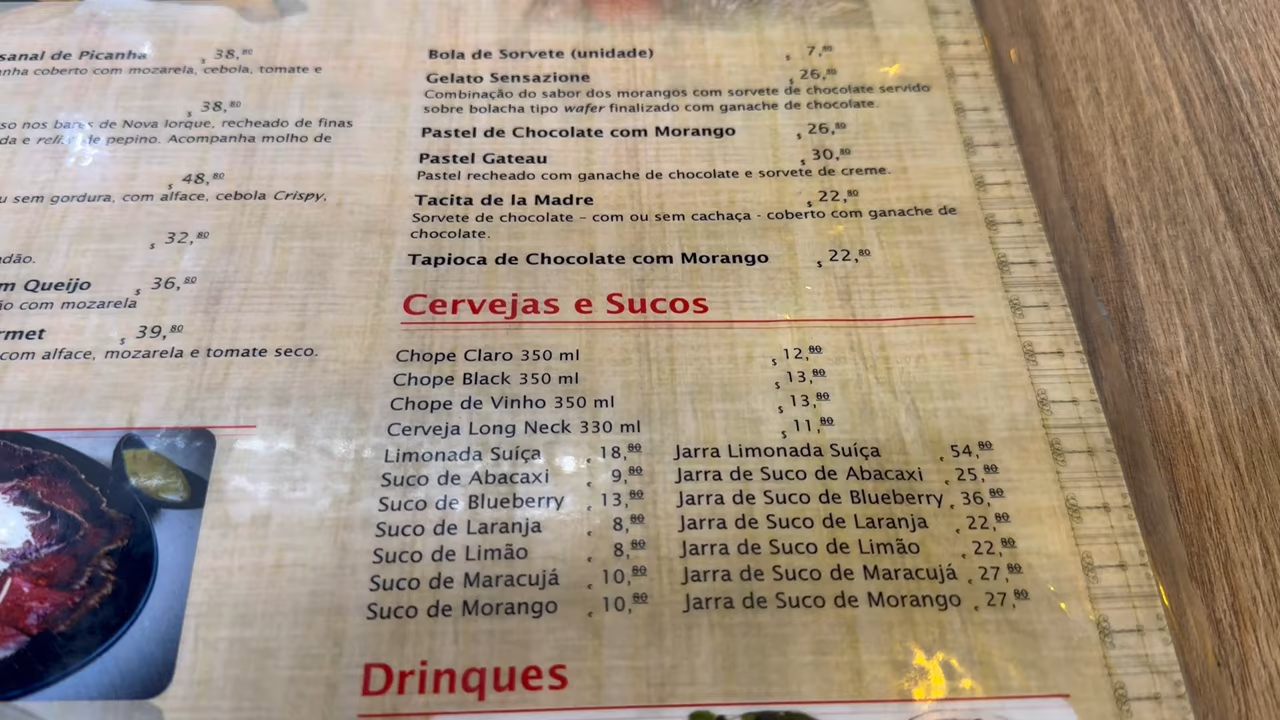 sanal de Picanha $ 38,80
nha coberto com mozarela, cebola, tomate e
$ 38,80
so nos bares de Nova Iorque, recheado de finas
da e de pepino. Acompanha molho de
$ 48,80
u sem gordura, com alface, cebola Crispy,
$ 32,80
dão.
m Queijo $ 36,80
ão com mozarela
rmet $ 39,80
com alface, mozarela e tomate seco.
Bola de Sorvete (unidade) $ 7,80
Gelato Sensazione $ 26,80
Combinação do sabor dos morangos com sorvete de chocolate servido
sobre bolacha tipo wafer finalizado com ganache de chocolate.
Pastel de Chocolate com Morango $ 26,80
Pastel Gateau $ 30,80
Pastel recheado com ganache de chocolate e sorvete de creme.
Tacita de la Madre $ 22,80
Sorvete de chocolate – com ou sem cachaça - coberto com ganache de
chocolate.
Tapioca de Chocolate com Morango $ 22,80
Cervejas e Sucos
Chope Claro 350 ml $ 12,80
Chope Black 350 ml $ 13,80
Chope de Vinho 350 ml $ 13,80
Cerveja Long Neck 330 ml $ 11,80
Limonada Suíça $ 18,80 Jarra Limonada Suíça $ 54,80
Suco de Abacaxi $ 9,80 Jarra de Suco de Abacaxi $ 25,80
Suco de Blueberry $ 13,80 Jarra de Suco de Blueberry $ 36,80
Suco de Laranja $ 8,80 Jarra de Suco de Laranja $ 22,80
Suco de Limão $ 8,80 Jarra de Suco de Limão $ 22,80
Suco de Maracujá $ 10,80 Jarra de Suco de Maracujá $ 27,80
Suco de Morango $ 10,80 Jarra de Suco de Morango $ 27,80
Drinques